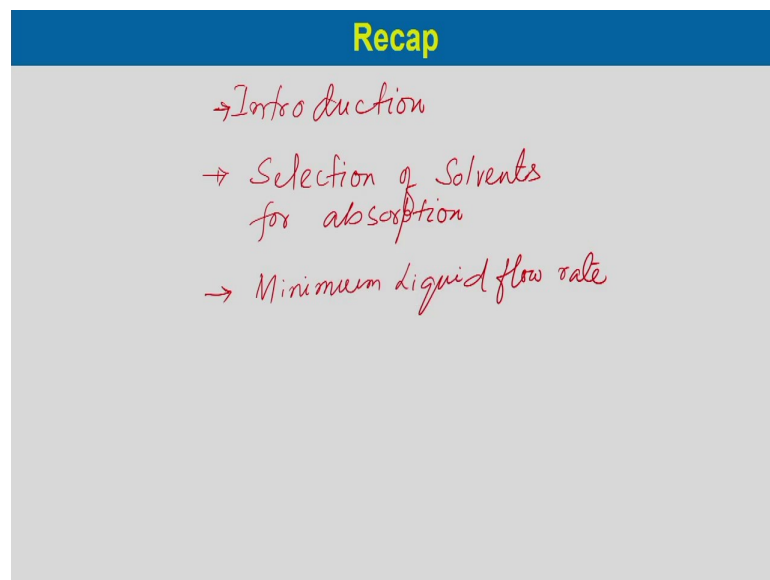 Recap
→ Introduction
→ Selection of Solvents
for absorption
→ Minimum Liquid flow rate